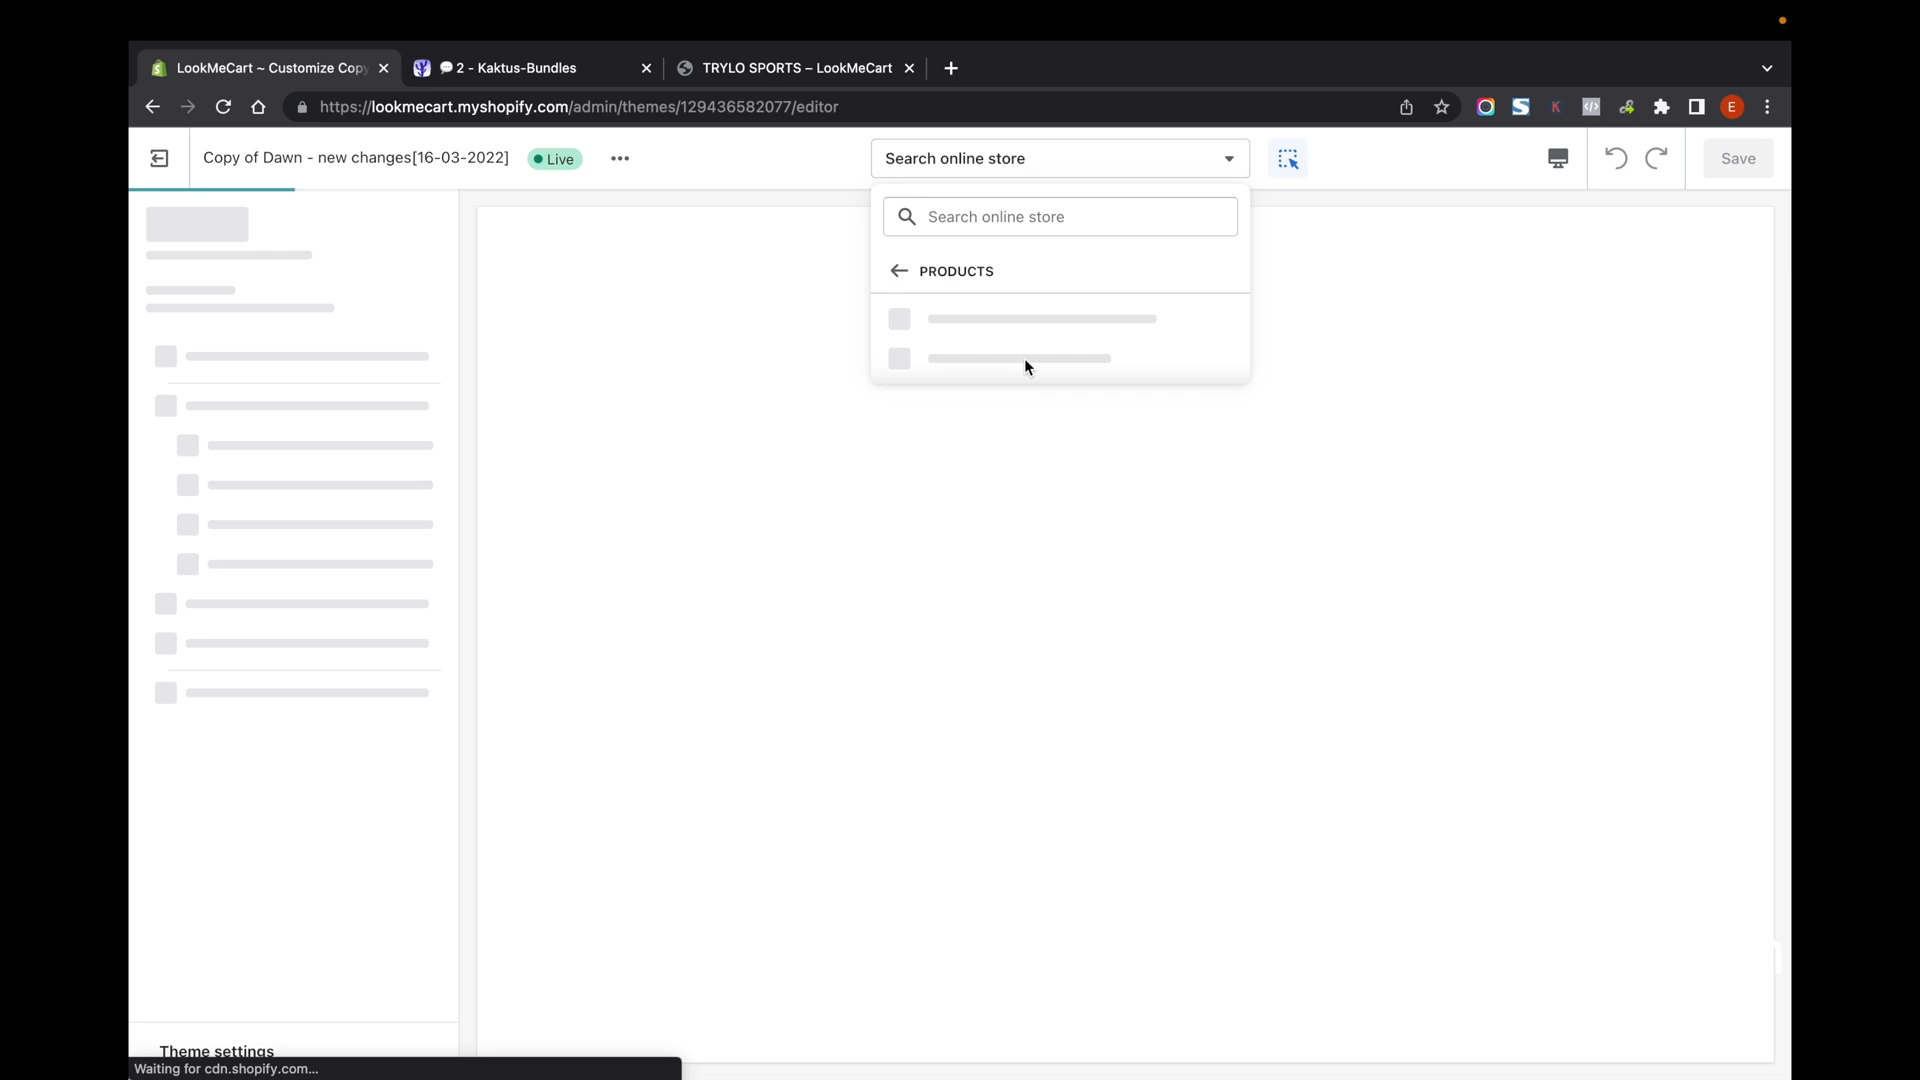 LookMeCart ~ Customize Copy
2 - Kaktus-Bundles
TRYLO SPORTS – LookMeCart
https://lookmecart.myshopify.com/admin/themes/129436582077/editor
E
Copy of Dawn - new changes[16-03-2022]
Live
Search online store
Save
Search online store
PRODUCTS
Theme settings
Waiting for cdn.shopify.com...